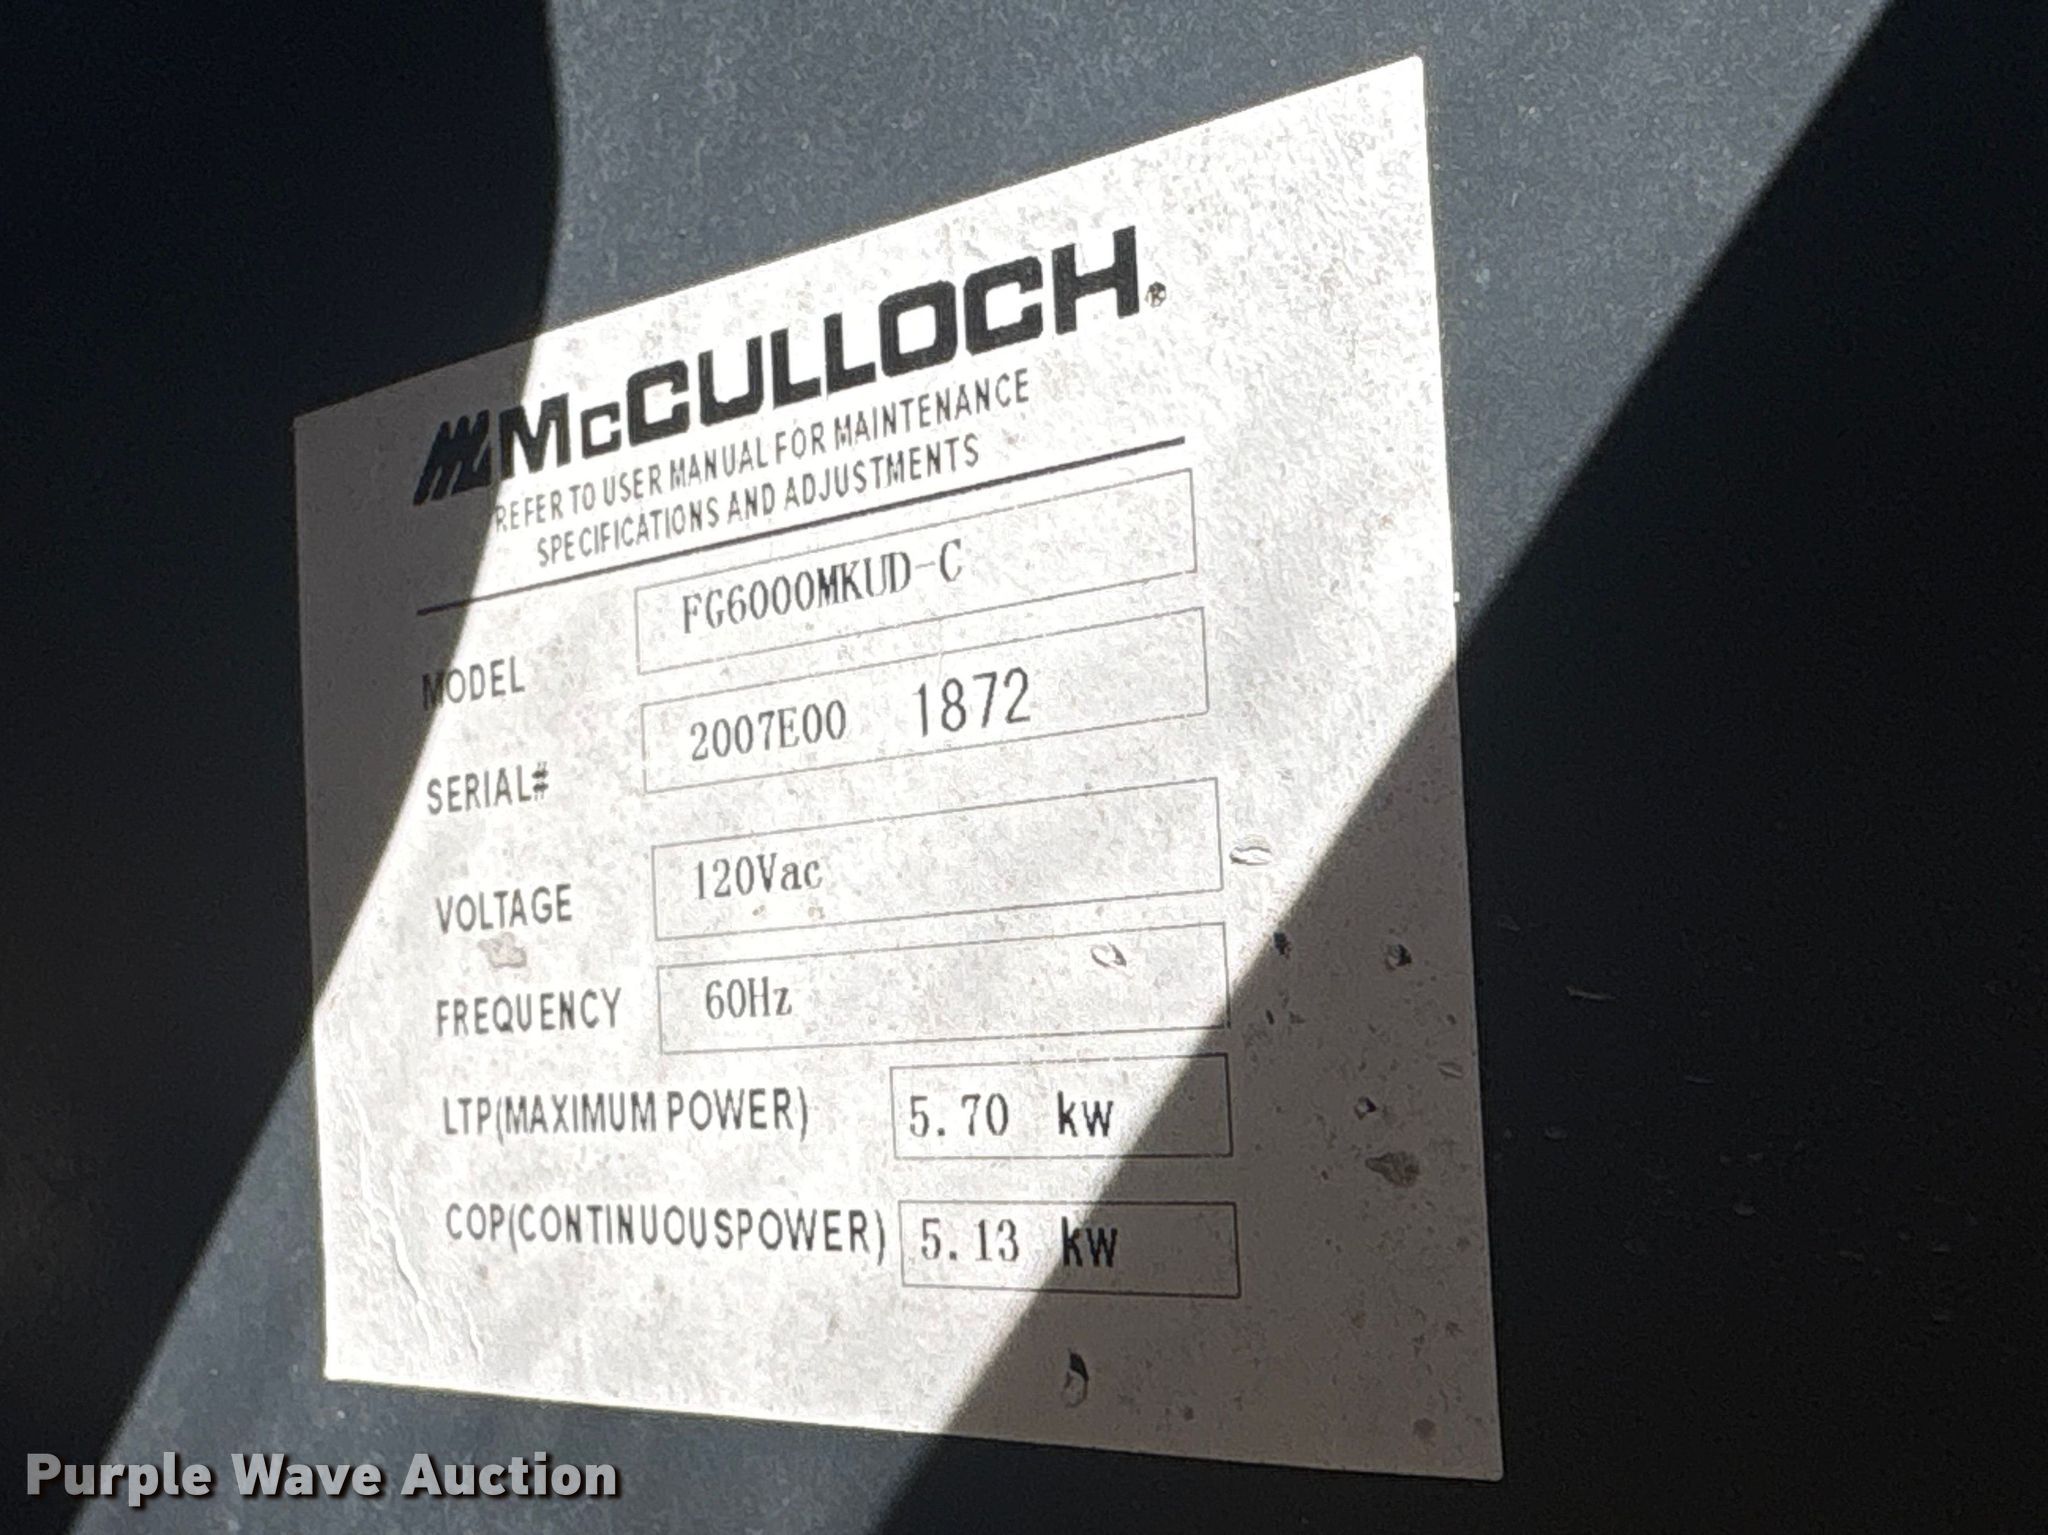 McCULLOCH®
REFER TO USER MANUAL FOR MAINTENANCE
SPECIFICATIONS AND ADJUSTMENTS
MODEL FG6000MKUD-C
SERIAL# 2007E00 1872
VOLTAGE 120Vac
FREQUENCY 60Hz
LTP(MAXIMUM POWER) 5.70 kw
COP(CONTINUOUSPOWER) 5.13 kw
Purple Wave Auction